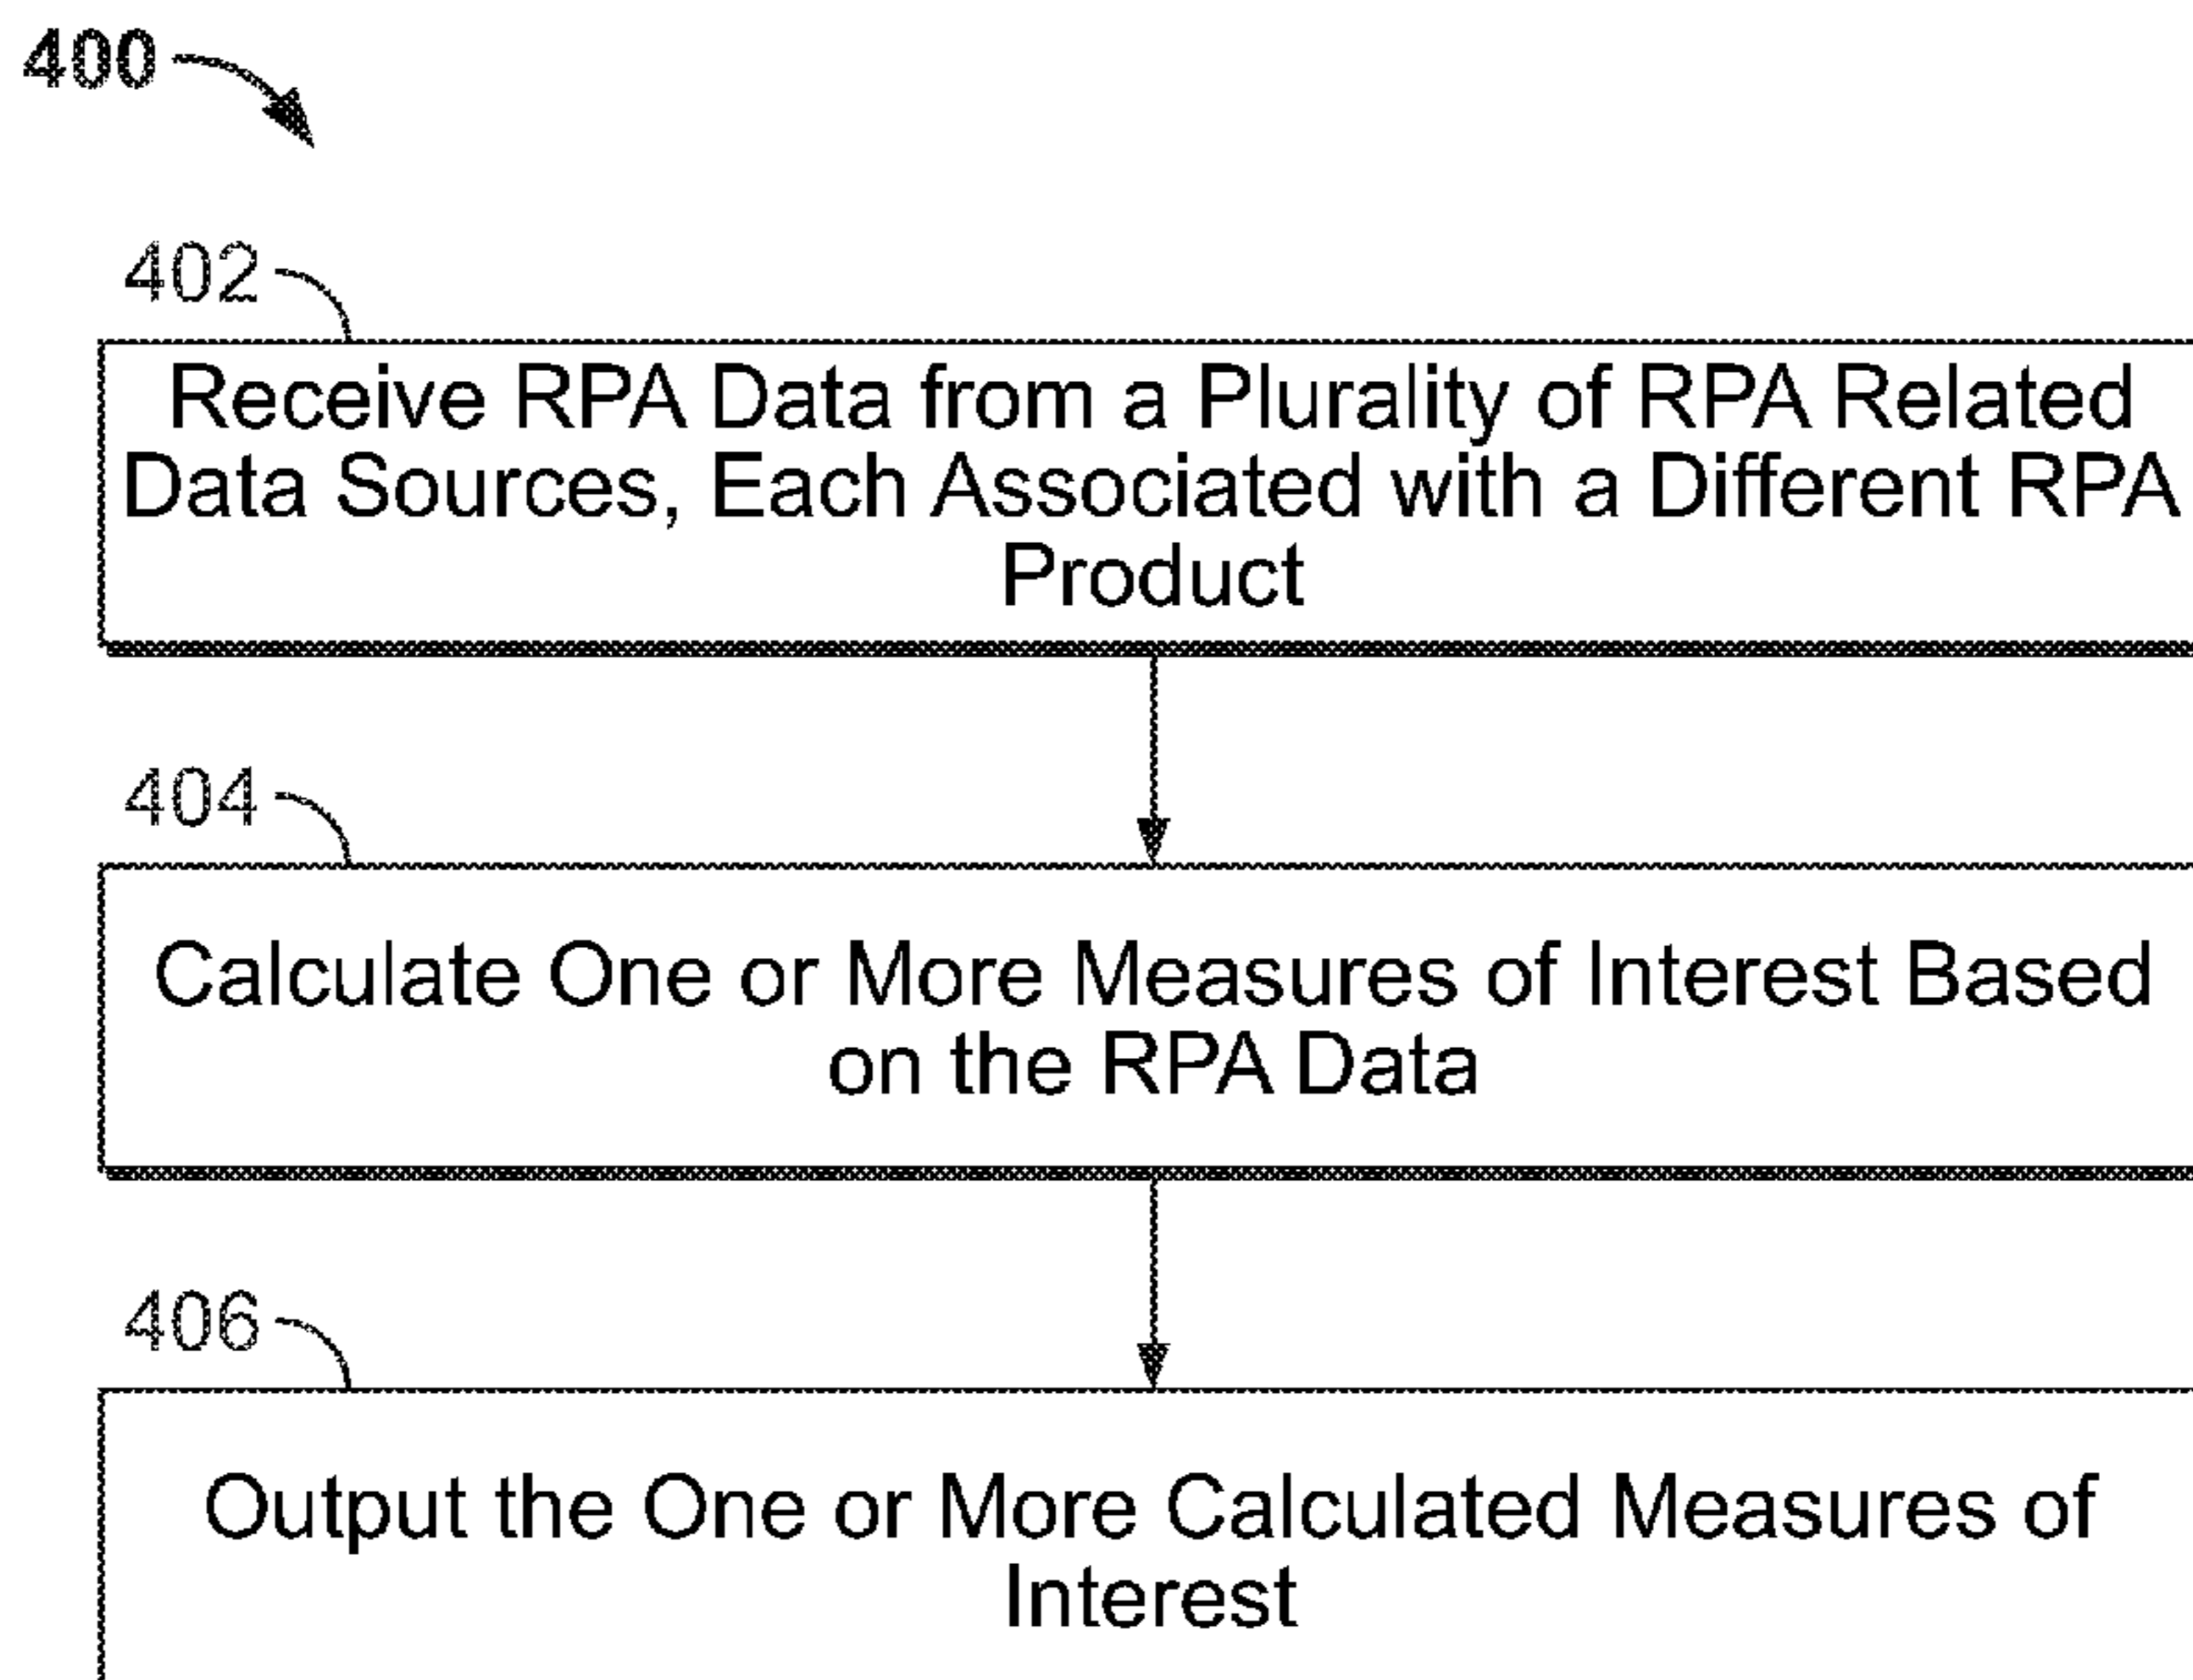 400
402
Receive RPA Data from a Plurality of RPA Related
Data Sources, Each Associated with a Different RPA
Product
404
Calculate One or More Measures of Interest Based
on the RPA Data
406
Output the One or More Calculated Measures of
Interest